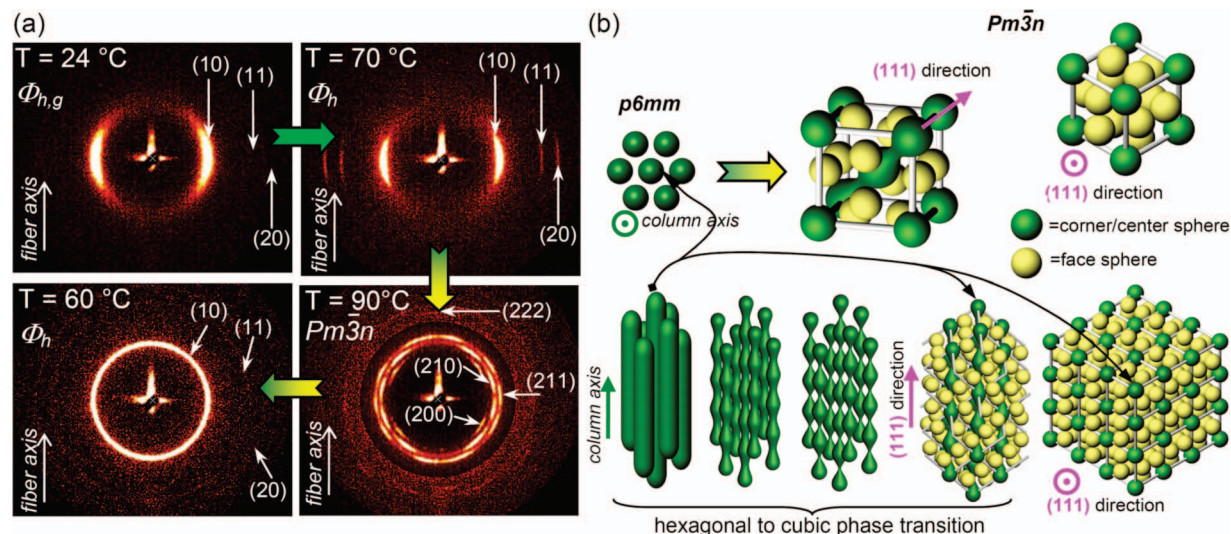 (a)
T = 24 °C
Φh,g
(10)
(11)
(20)
fiber axis
T = 70 °C
Φh
(10)
(11)
(20)
fiber axis
T = 60 °C
Φh
(10)
(11)
(20)
fiber axis
T = 90°C
Pm3̅n
(222)
(210)
(211)
(200)
fiber axis
(b)
p6mm
column axis
(111) direction
Pm3̅n
(111) direction
=corner/center sphere
=face sphere
column axis
(111) direction
(111) direction
hexagonal to cubic phase transition